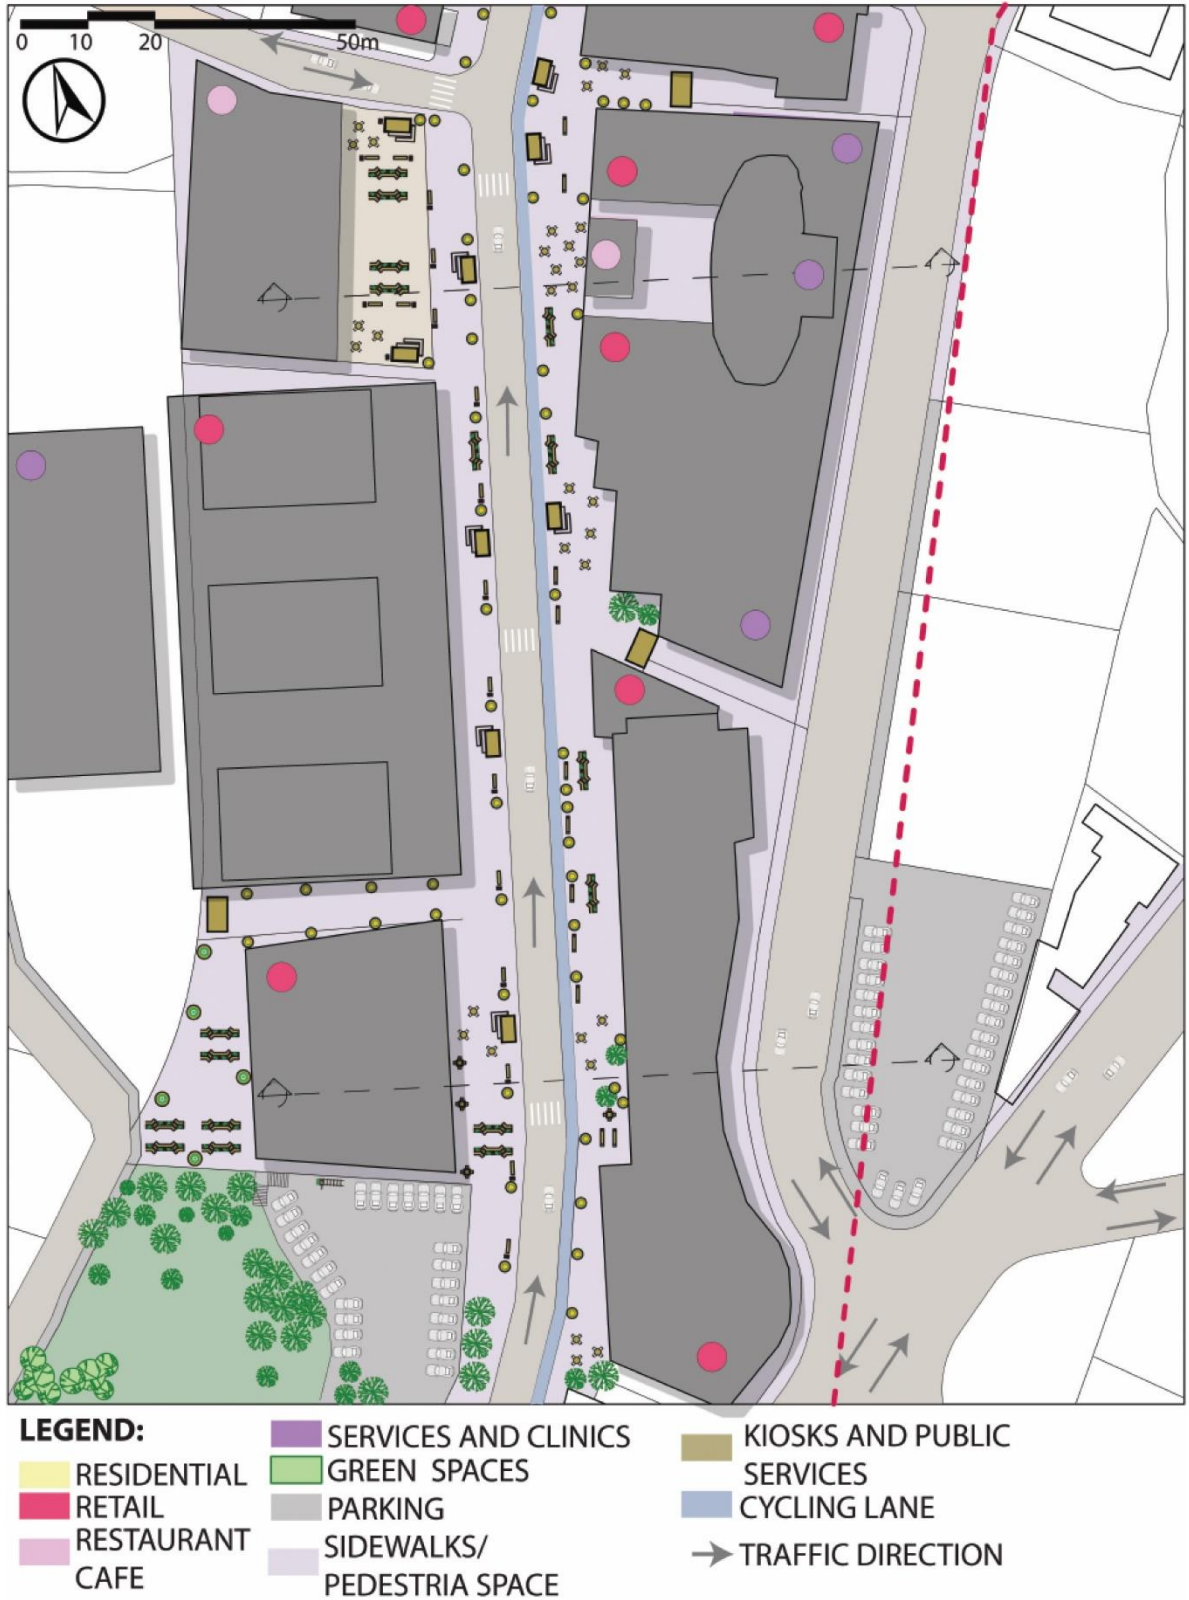 0 10 20 50m
LEGEND:
RESIDENTIAL
RETAIL
RESTAURANT
CAFE
SERVICES AND CLINICS
GREEN SPACES
PARKING
SIDEWALKS/
PEDESTRIA SPACE
KIOSKS AND PUBLIC
SERVICES
CYCLING LANE
TRAFFIC DIRECTION